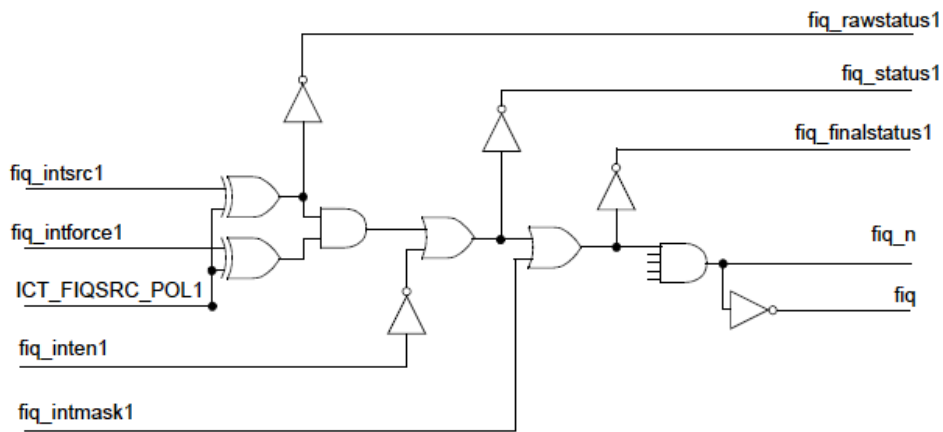 fiq_rawstatus1
fiq_status1
fiq_finalstatus1
fiq_intsrc1
fiq_intforce1
fiq_n
ICT_FIQSRC_POL1
fiq
fiq_inten1
fiq_intmask1